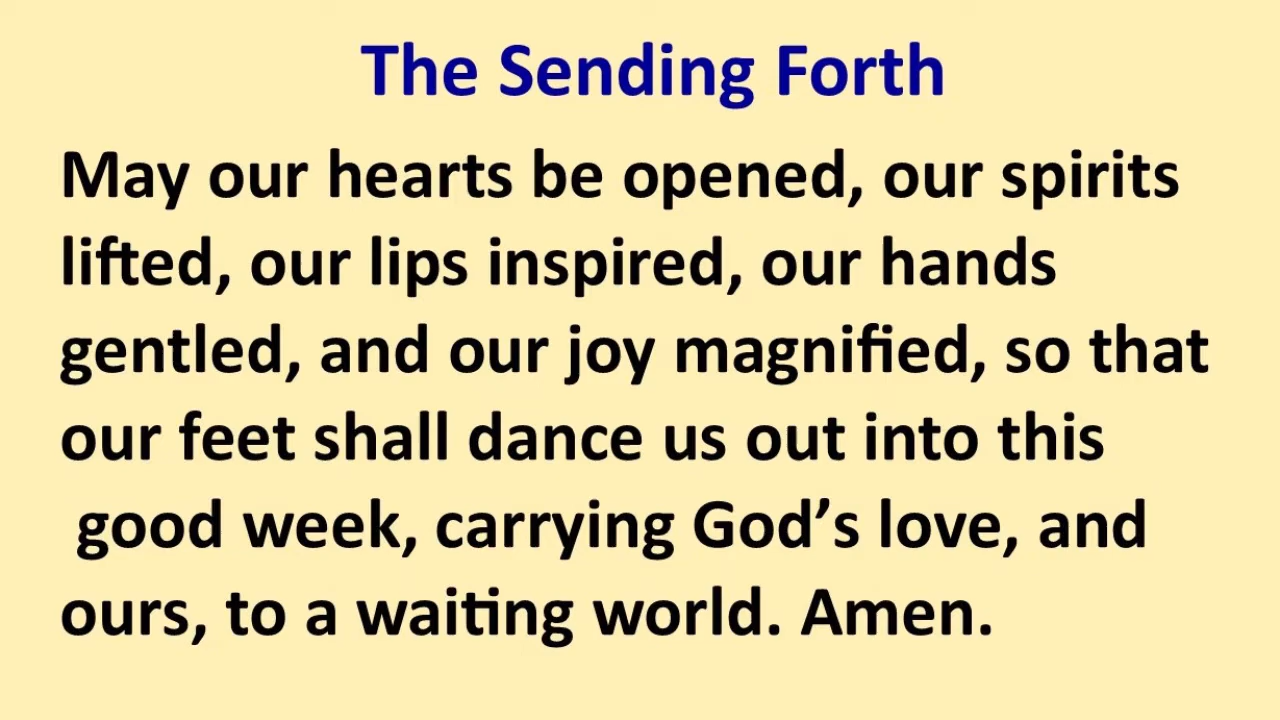 The Sending Forth
May our hearts be opened, our spirits
lifted, our lips inspired, our hands
gentled, and our joy magnified, so that
our feet shall dance us out into this
good week, carrying God’s love, and
ours, to a waiting world. Amen.